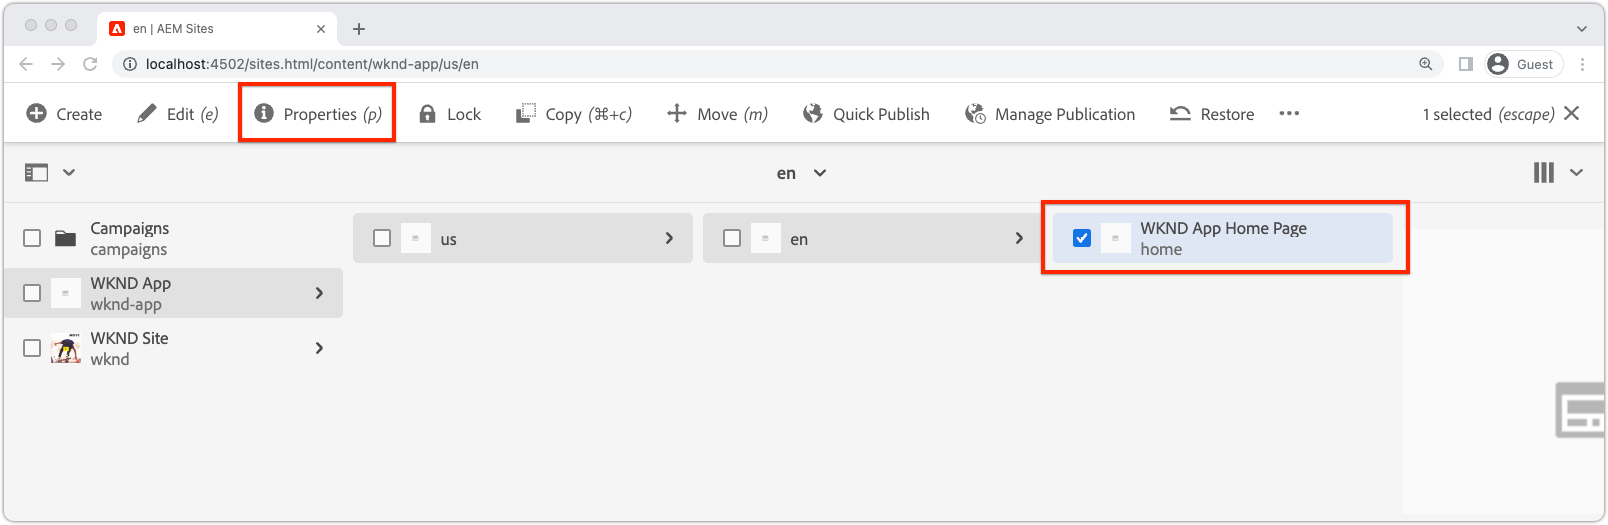 en | AEM Sites
localhost:4502/sites.html/content/wknd-app/us/en
Guest
Create Edit (e) Properties (p) Lock Copy (⌘+c) Move (m) Quick Publish Manage Publication Restore 1 selected (escape)
en
Campaigns
campaigns
WKND App
wknd-app
WKND Site
wknd
us
en
WKND App Home Page
home